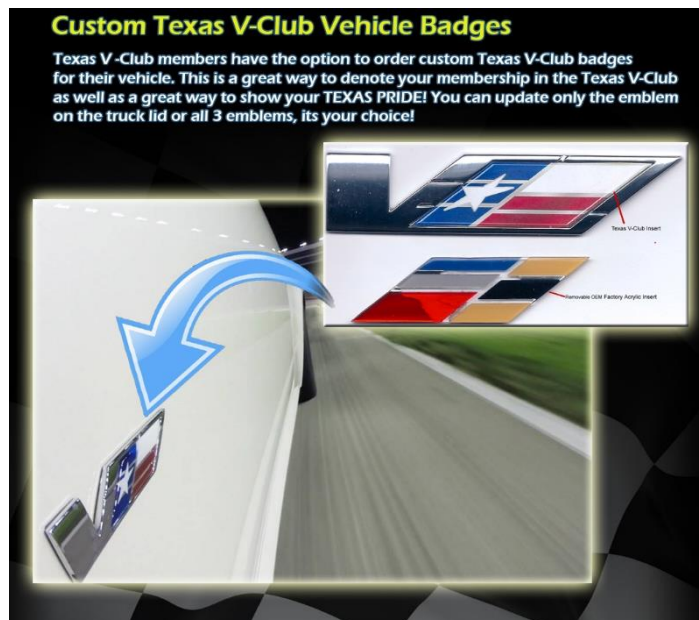 Custom Texas V-Club Vehicle Badges
Texas V -Club members have the option to order custom Texas V-Club badges
for their vehicle. This is a great way to denote your membership in the Texas V-Club
as well as a great way to show your TEXAS PRIDE! You can update only the emblem
on the truck lid or all 3 emblems, its your choice!
Texas V-Club Insert
Removable OEM Factory Acrylic Insert